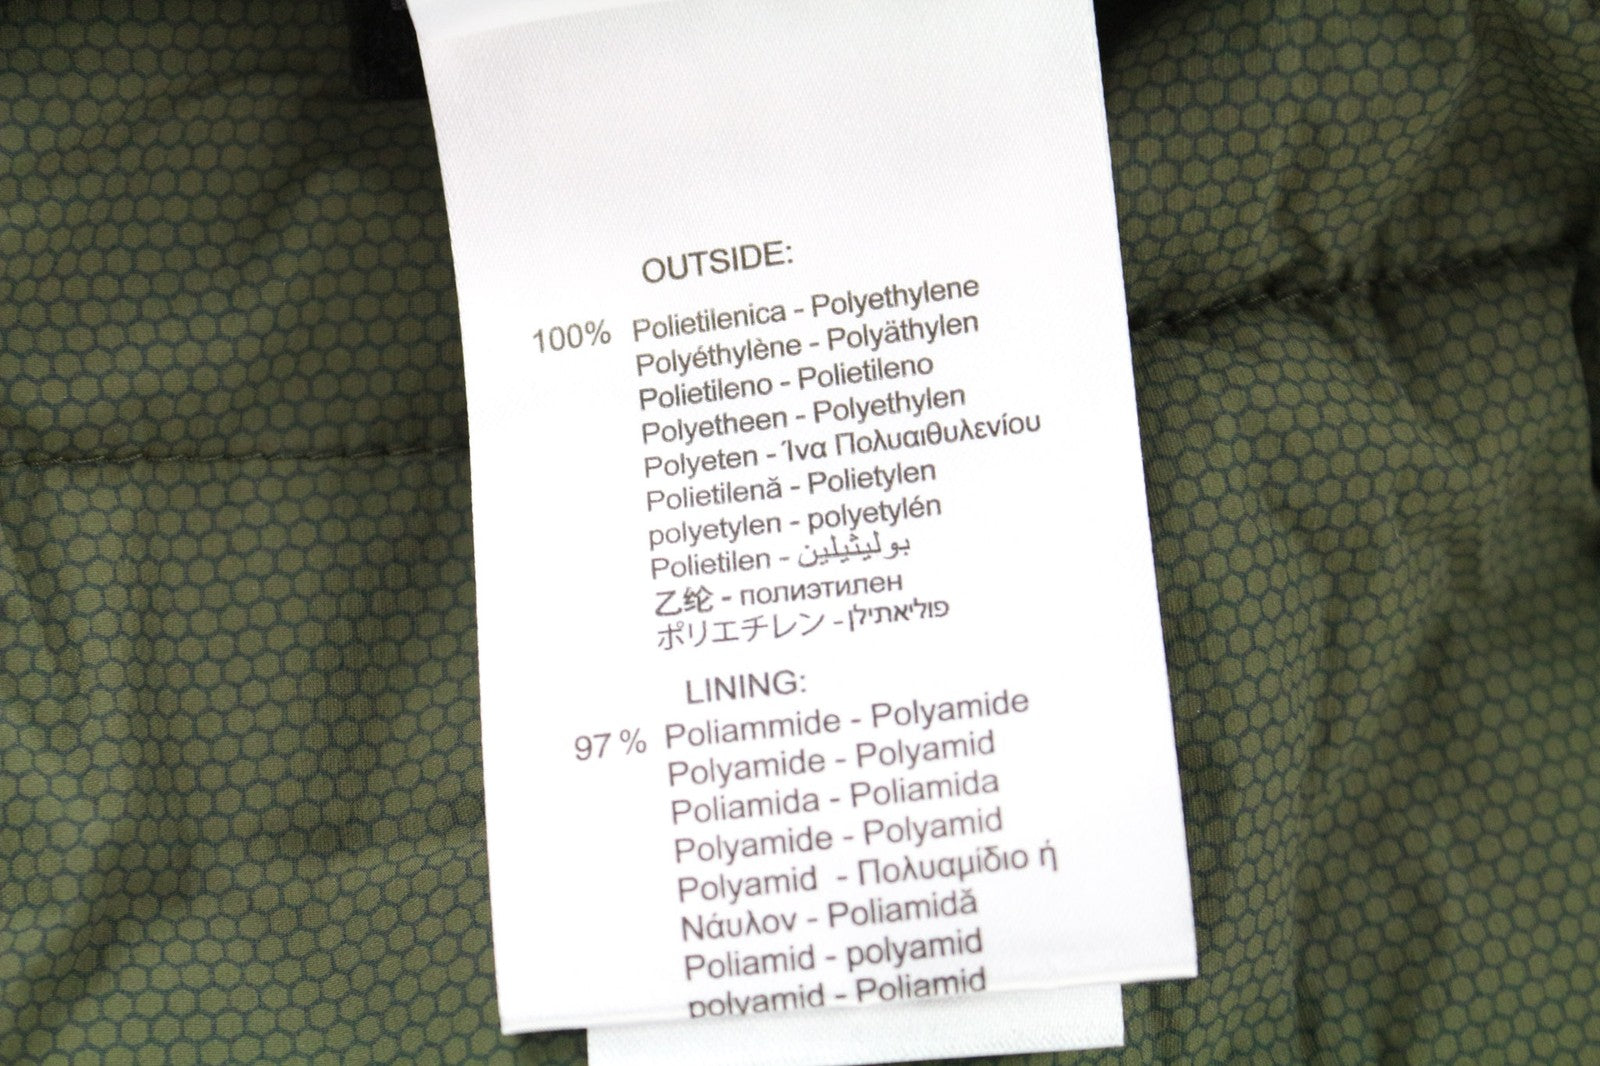 OUTSIDE:
100% Polietilenica - Polyethylene
Polyéthylène - Polyäthylen
Polietileno - Polietileno
Polyetheen - Polyethylen
Polyeten - Ίνα Πολυαιθυλενίου
Polietilenă - Polietylen
polyetylen - polyetylén
Polietilen - بوليثيلين
乙纶 - полиэтилен
ポリエチレン - פוליאתילן
LINING:
97 % Poliammide - Polyamide
Polyamide - Polyamid
Poliamida - Poliamida
Polyamide - Polyamid
Polyamid - Πολυαμίδιο ή
Νάυλον - Poliamidă
Poliamid - polyamid
polyamid - Poliamid